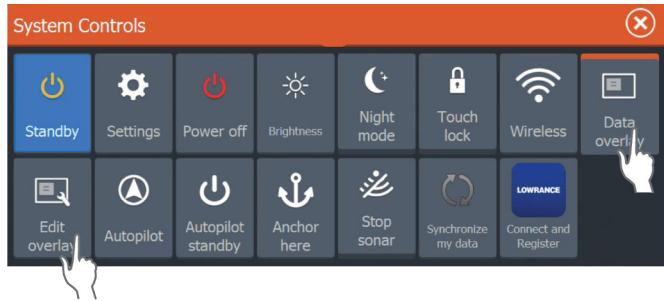 System Controls
Standby
Settings
Power off
Brightness
Night
mode
Touch
lock
Wireless
Data
overlay
Edit
overlay
Autopilot
Autopilot
standby
Anchor
here
Stop
sonar
Synchronize
my data
LOWRANCE
Connect and
Register